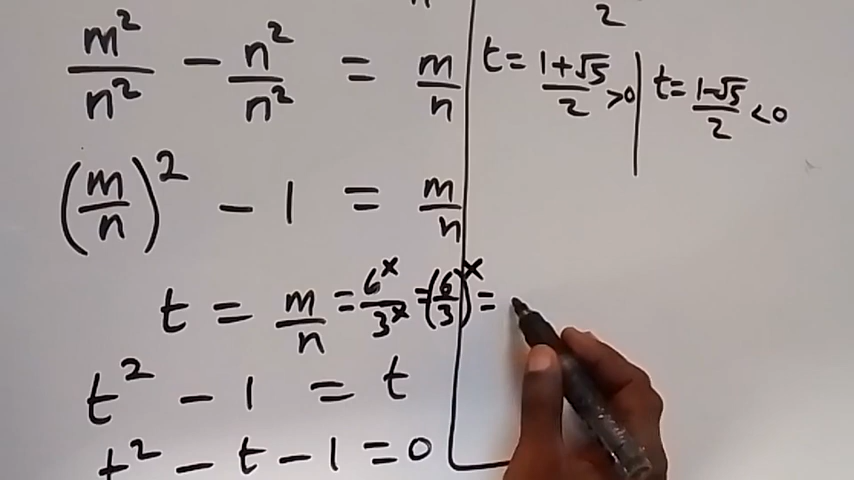 n
m²/n² - n²/n² = m/n
(m/n)² - 1 = m/n
t = m/n = 6ˣ/3ˣ = (6/3)ˣ =
t² - 1 = t
t² - t - 1 = 0
2
t = (1+√5)/2 >0 | t = (1-√5)/2 <0